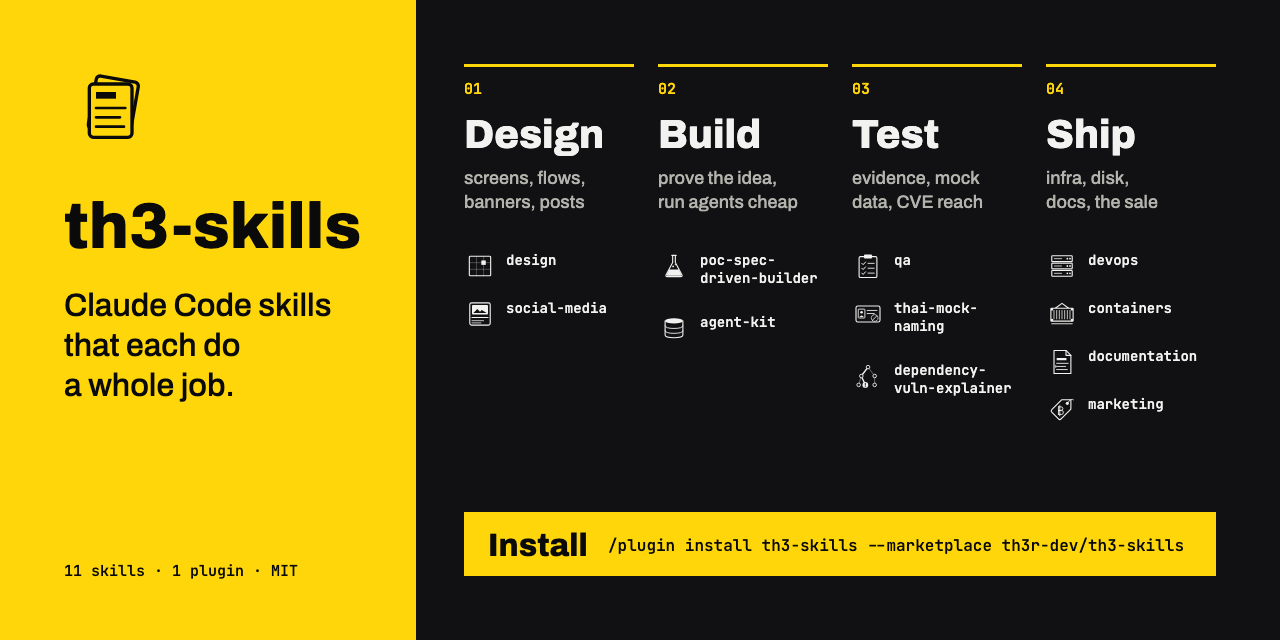 th3-skills
Claude Code skills
that each do
a whole job.
11 skills · 1 plugin · MIT
01
Design
screens, flows,
banners, posts
design
social-media
02
Build
prove the idea,
run agents cheap
poc-spec-
driven-builder
agent-kit
03
Test
evidence, mock
data, CVE reach
qa
thai-mock-
naming
dependency-
vuln-explainer
04
Ship
infra, disk,
docs, the sale
devops
containers
documentation
marketing
Install /plugin install th3-skills --marketplace th3r-dev/th3-skills